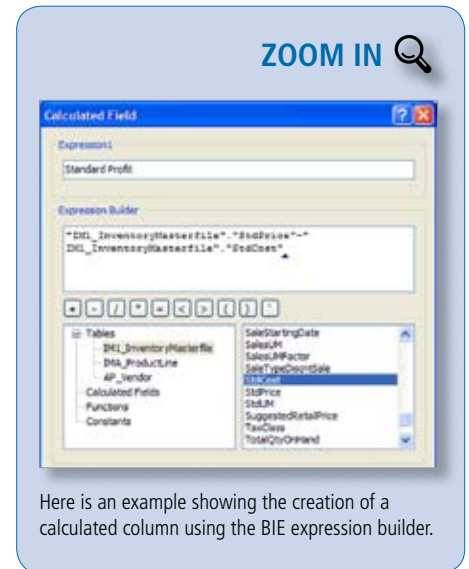 ZOOM IN
Calculated Field
Expression1
Standard Profit
Expression Builder
"IM1_InventoryMasterfile"."StdPrice"-"
IM1_InventoryMasterfile"."StdCost"
+ - / * = < > ( )
Tables
IM1_InventoryMasterfile
IMA_ProductLine
AP_Vendor
Calculated Fields
Functions
Constants
SaleStartingDate
SalesUM
SalesUMFactor
SaleTypeDiscntSale
StdCost
StdPrice
StdUM
SuggestedRetailPrice
TaxClass
TotalQtyOnHand
Here is an example showing the creation of a
calculated column using the BIE expression builder.